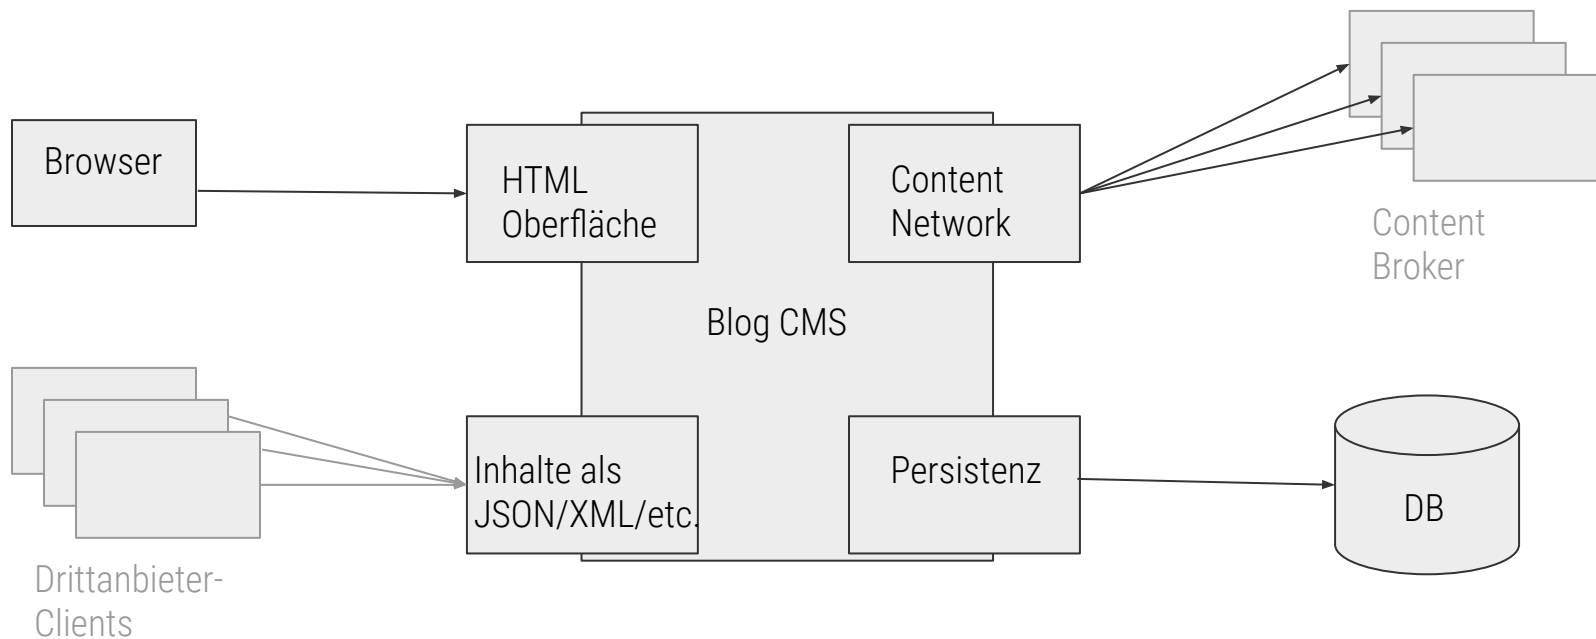 Browser
HTML
Oberfläche
Content
Network
Content
Broker
Blog CMS
Inhalte als
JSON/XML/etc.
Persistenz
DB
Drittanbieter-
Clients